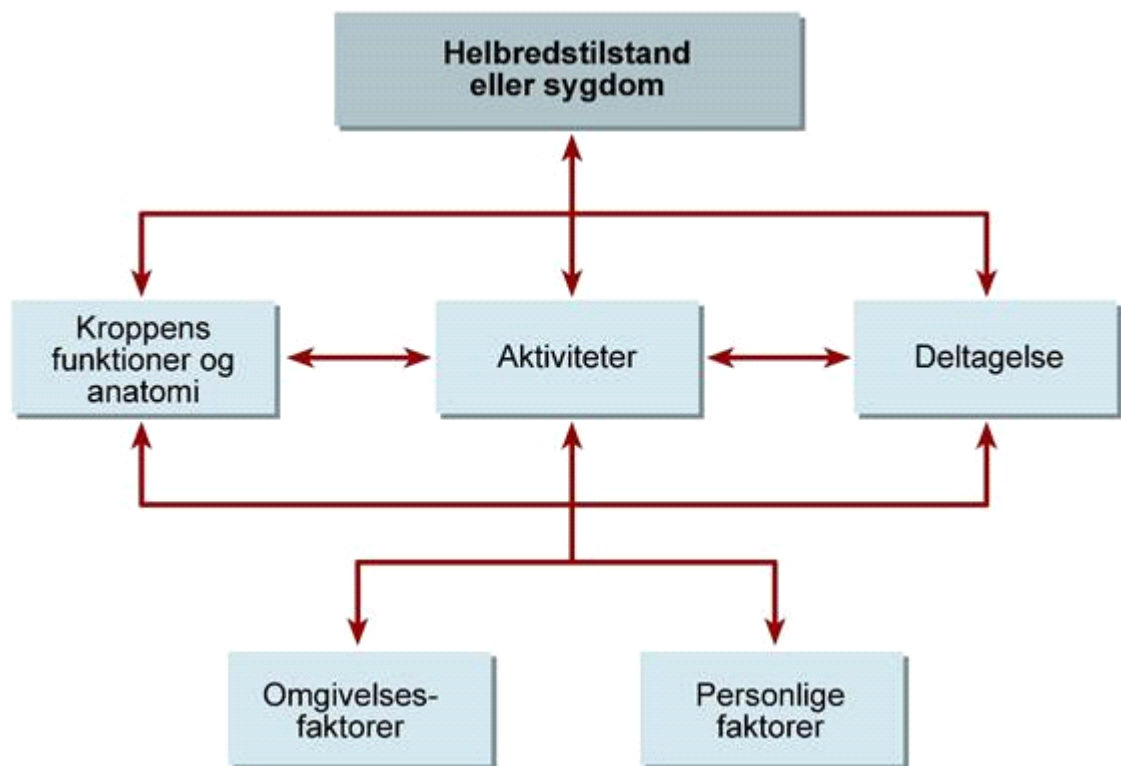 Helbredstilstand
eller sygdom
Kroppens
funktioner og
anatomi
Aktiviteter
Deltagelse
Omgivelses-
faktorer
Personlige
faktorer